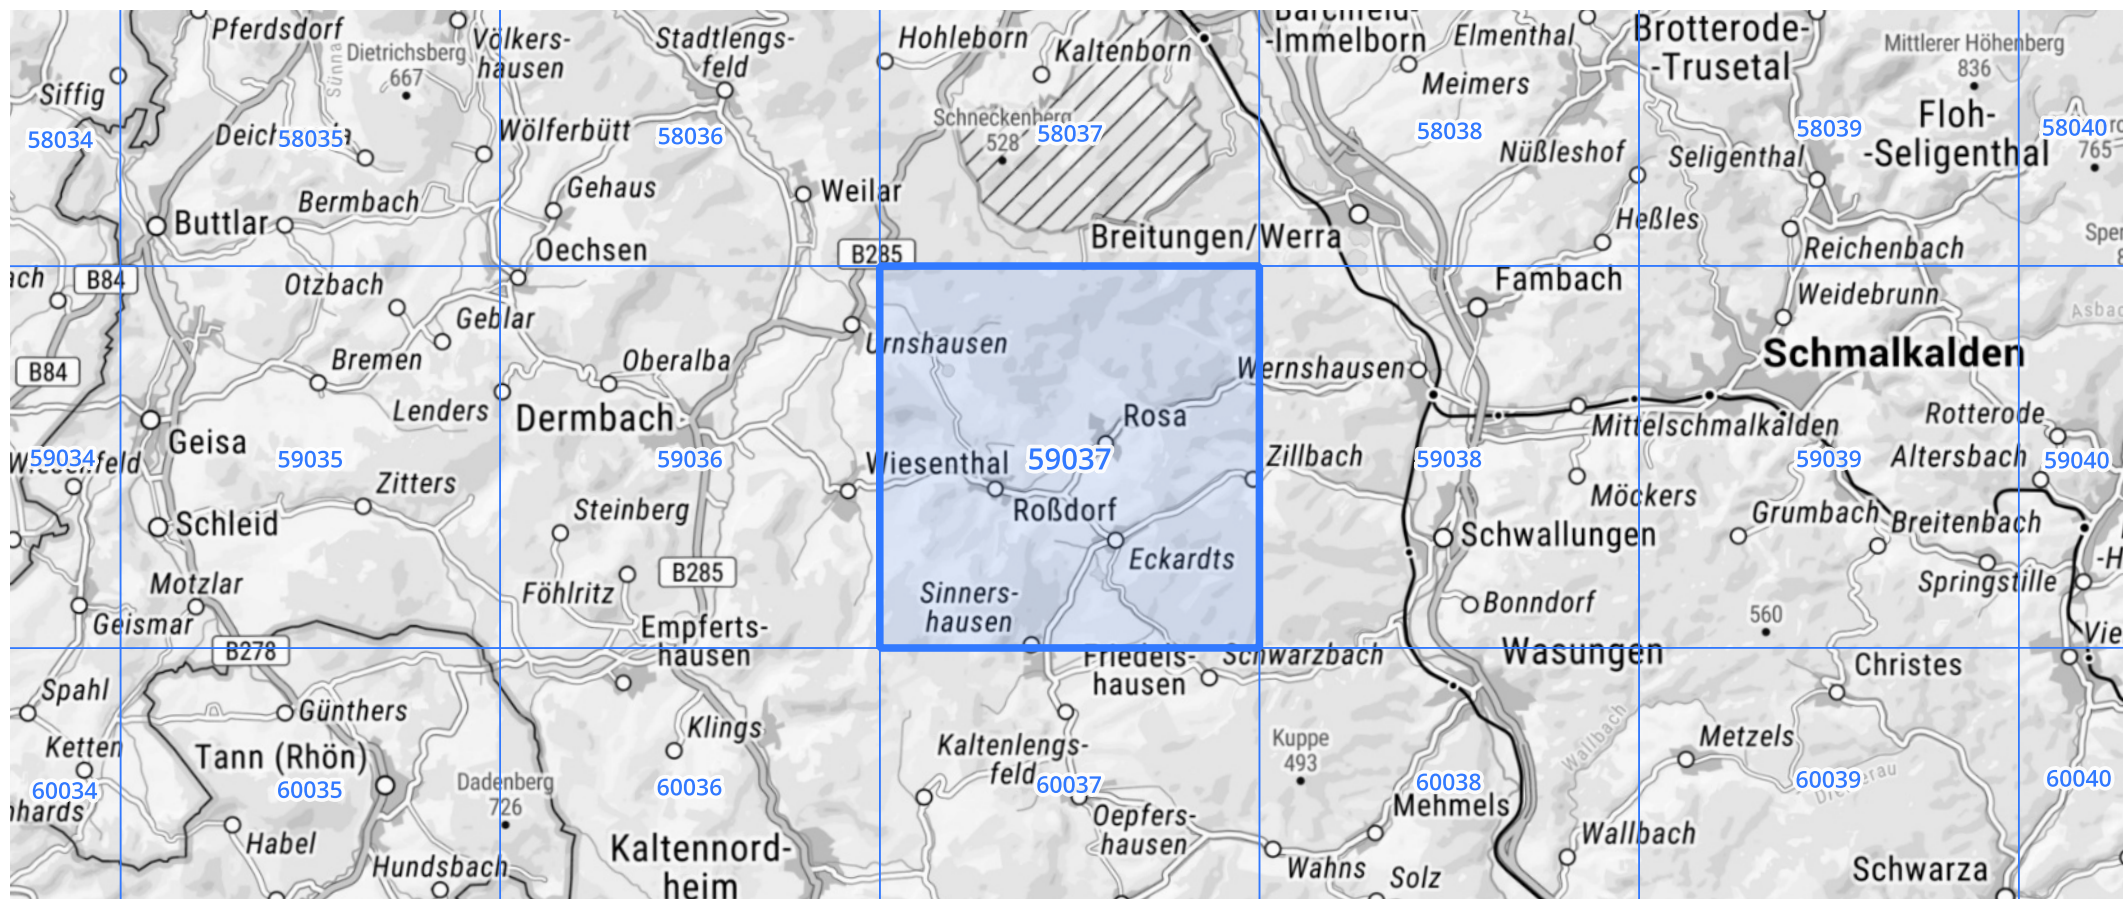 Pferdsdorf
Sünna
Dietrichsberg
667
Völkers-
hausen
Stadtlengs-
feld
Hohleborn
Kaltenborn
-Immelborn
Elmenthal
Meimers
Brotterode-
-Trusetal
Mittlerer Höhenberg
836
Siffig
58034
58035
Wölferbütt
58036
Schneckenberg
528
58037
58038
Nüßleshof
Seligenthal
58039
Floh-
-Seligenthal
58040
765
Buttlar
Bermbach
Gehaus
Oechsen
Weilar
B285
Breitungen/Werra
Heßles
Reichenbach
B84
Otzbach
Geblar
Fambach
Weidebrunn
B84
Bremen
Oberalba
Urnshausen
Wernshausen
Schmalkalden
Lenders
Dermbach
Rosa
Mittelschmalkalden
Rotterode
Geisa
59034
59035
59036
Wiesenthal
59037
Zillbach
59038
59039
Altersbach
59040
Zitters
Steinberg
Roßdorf
Möckers
Grumbach
Breitenbach
Schleid
Schwallungen
Eckardts
Motzlar
Föhlritz
B285
Sinners-
hausen
Bonndorf
560
Springstille
Geismar
B278
Empferts-
hausen
Friedels-
hausen
Schwarzbach
Wasungen
Christes
Spahl
Günthers
Klings
Wallbach
Metzels
Ketten
Tann (Rhön)
Dadenberg
726
Kaltenlengs-
feld
Kuppe
493
60034
60035
60036
60037
60038
60039
60040
Mehmels
Habel
Hundsbach
Kaltennord-
heim
Oepfers-
hausen
Wahns
Solz
Wallbach
Schwarza